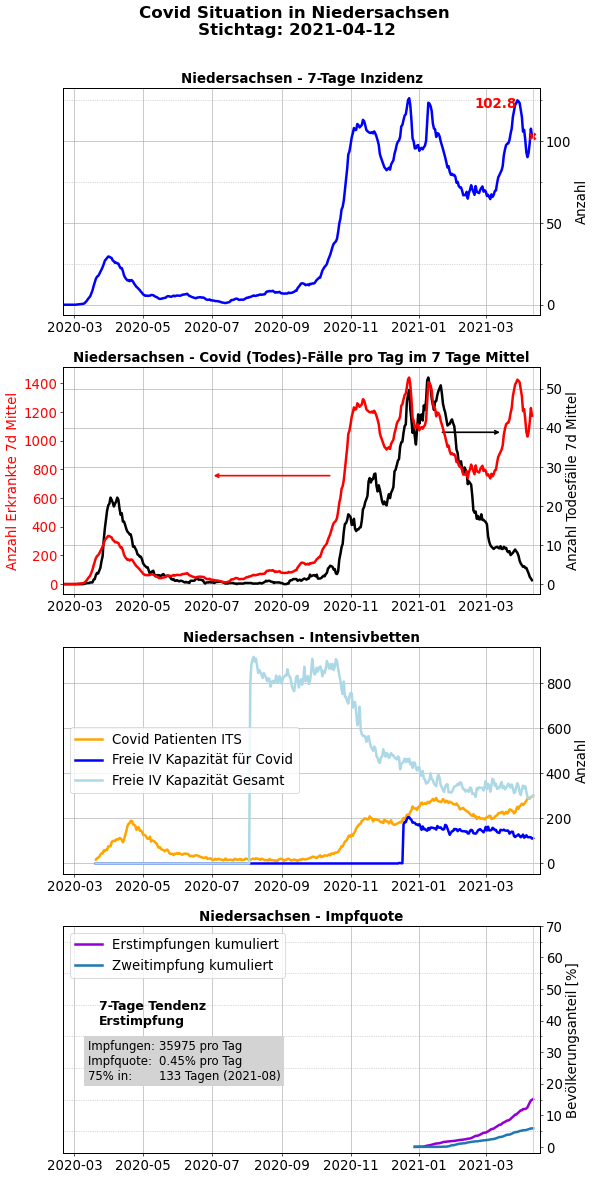 Covid Situation in Niedersachsen
Stichtag: 2021-04-12
Niedersachsen - 7-Tage Inzidenz
102.8
100
50
0
Anzahl
2020-03 2020-05 2020-07 2020-09 2020-11 2021-01 2021-03
Niedersachsen - Covid (Todes)-Fälle pro Tag im 7 Tage Mittel
Anzahl Erkrankte 7d Mittel
1400
1200
1000
800
600
400
200
0
50
40
30
20
10
0
Anzahl Todesfälle 7d Mittel
2020-03 2020-05 2020-07 2020-09 2020-11 2021-01 2021-03
Niedersachsen - Intensivbetten
Covid Patienten ITS
Freie IV Kapazität für Covid
Freie IV Kapazität Gesamt
800
600
400
200
0
Anzahl
2020-03 2020-05 2020-07 2020-09 2020-11 2021-01 2021-03
Niedersachsen - Impfquote
Erstimpfungen kumuliert
Zweitimpfung kumuliert
7-Tage Tendenz
Erstimpfung
Impfungen: 35975 pro Tag
Impfquote: 0.45% pro Tag
75% in: 133 Tagen (2021-08)
70
60
50
40
30
20
10
0
Bevölkerungsanteil [%]
2020-03 2020-05 2020-07 2020-09 2020-11 2021-01 2021-03